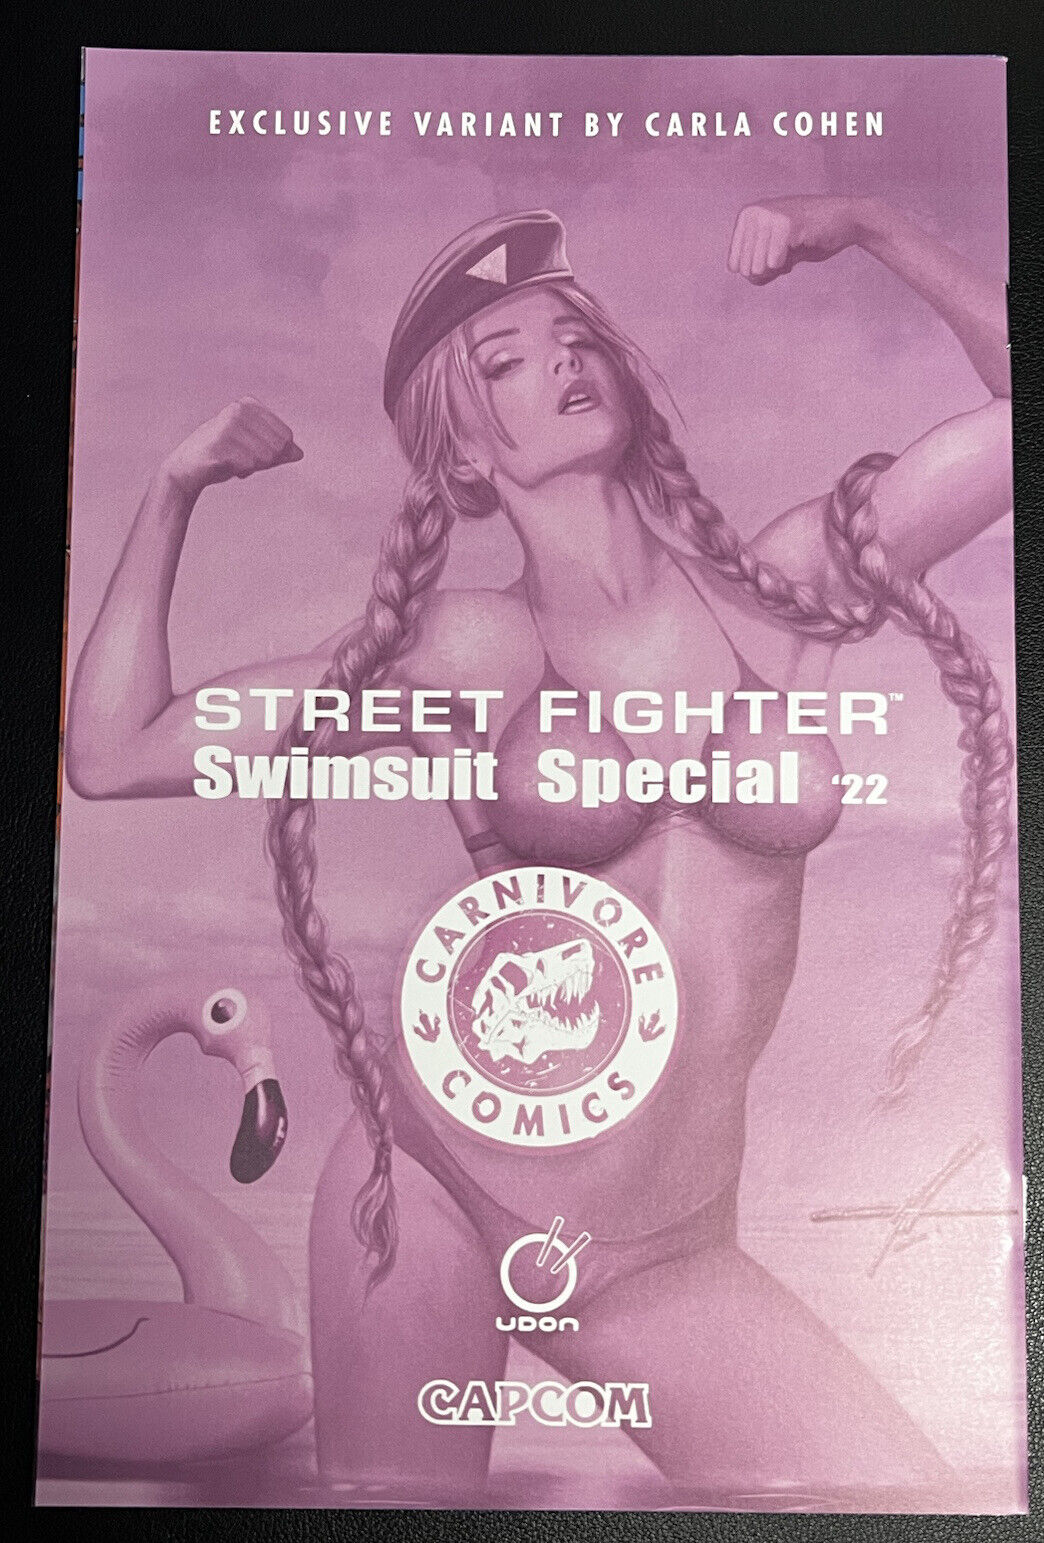 EXCLUSIVE VARIANT BY CARLA COHEN
STREET FIGHTER™
Swimsuit Special '22
CARNIVORE
COMICS
UDON
CAPCOM